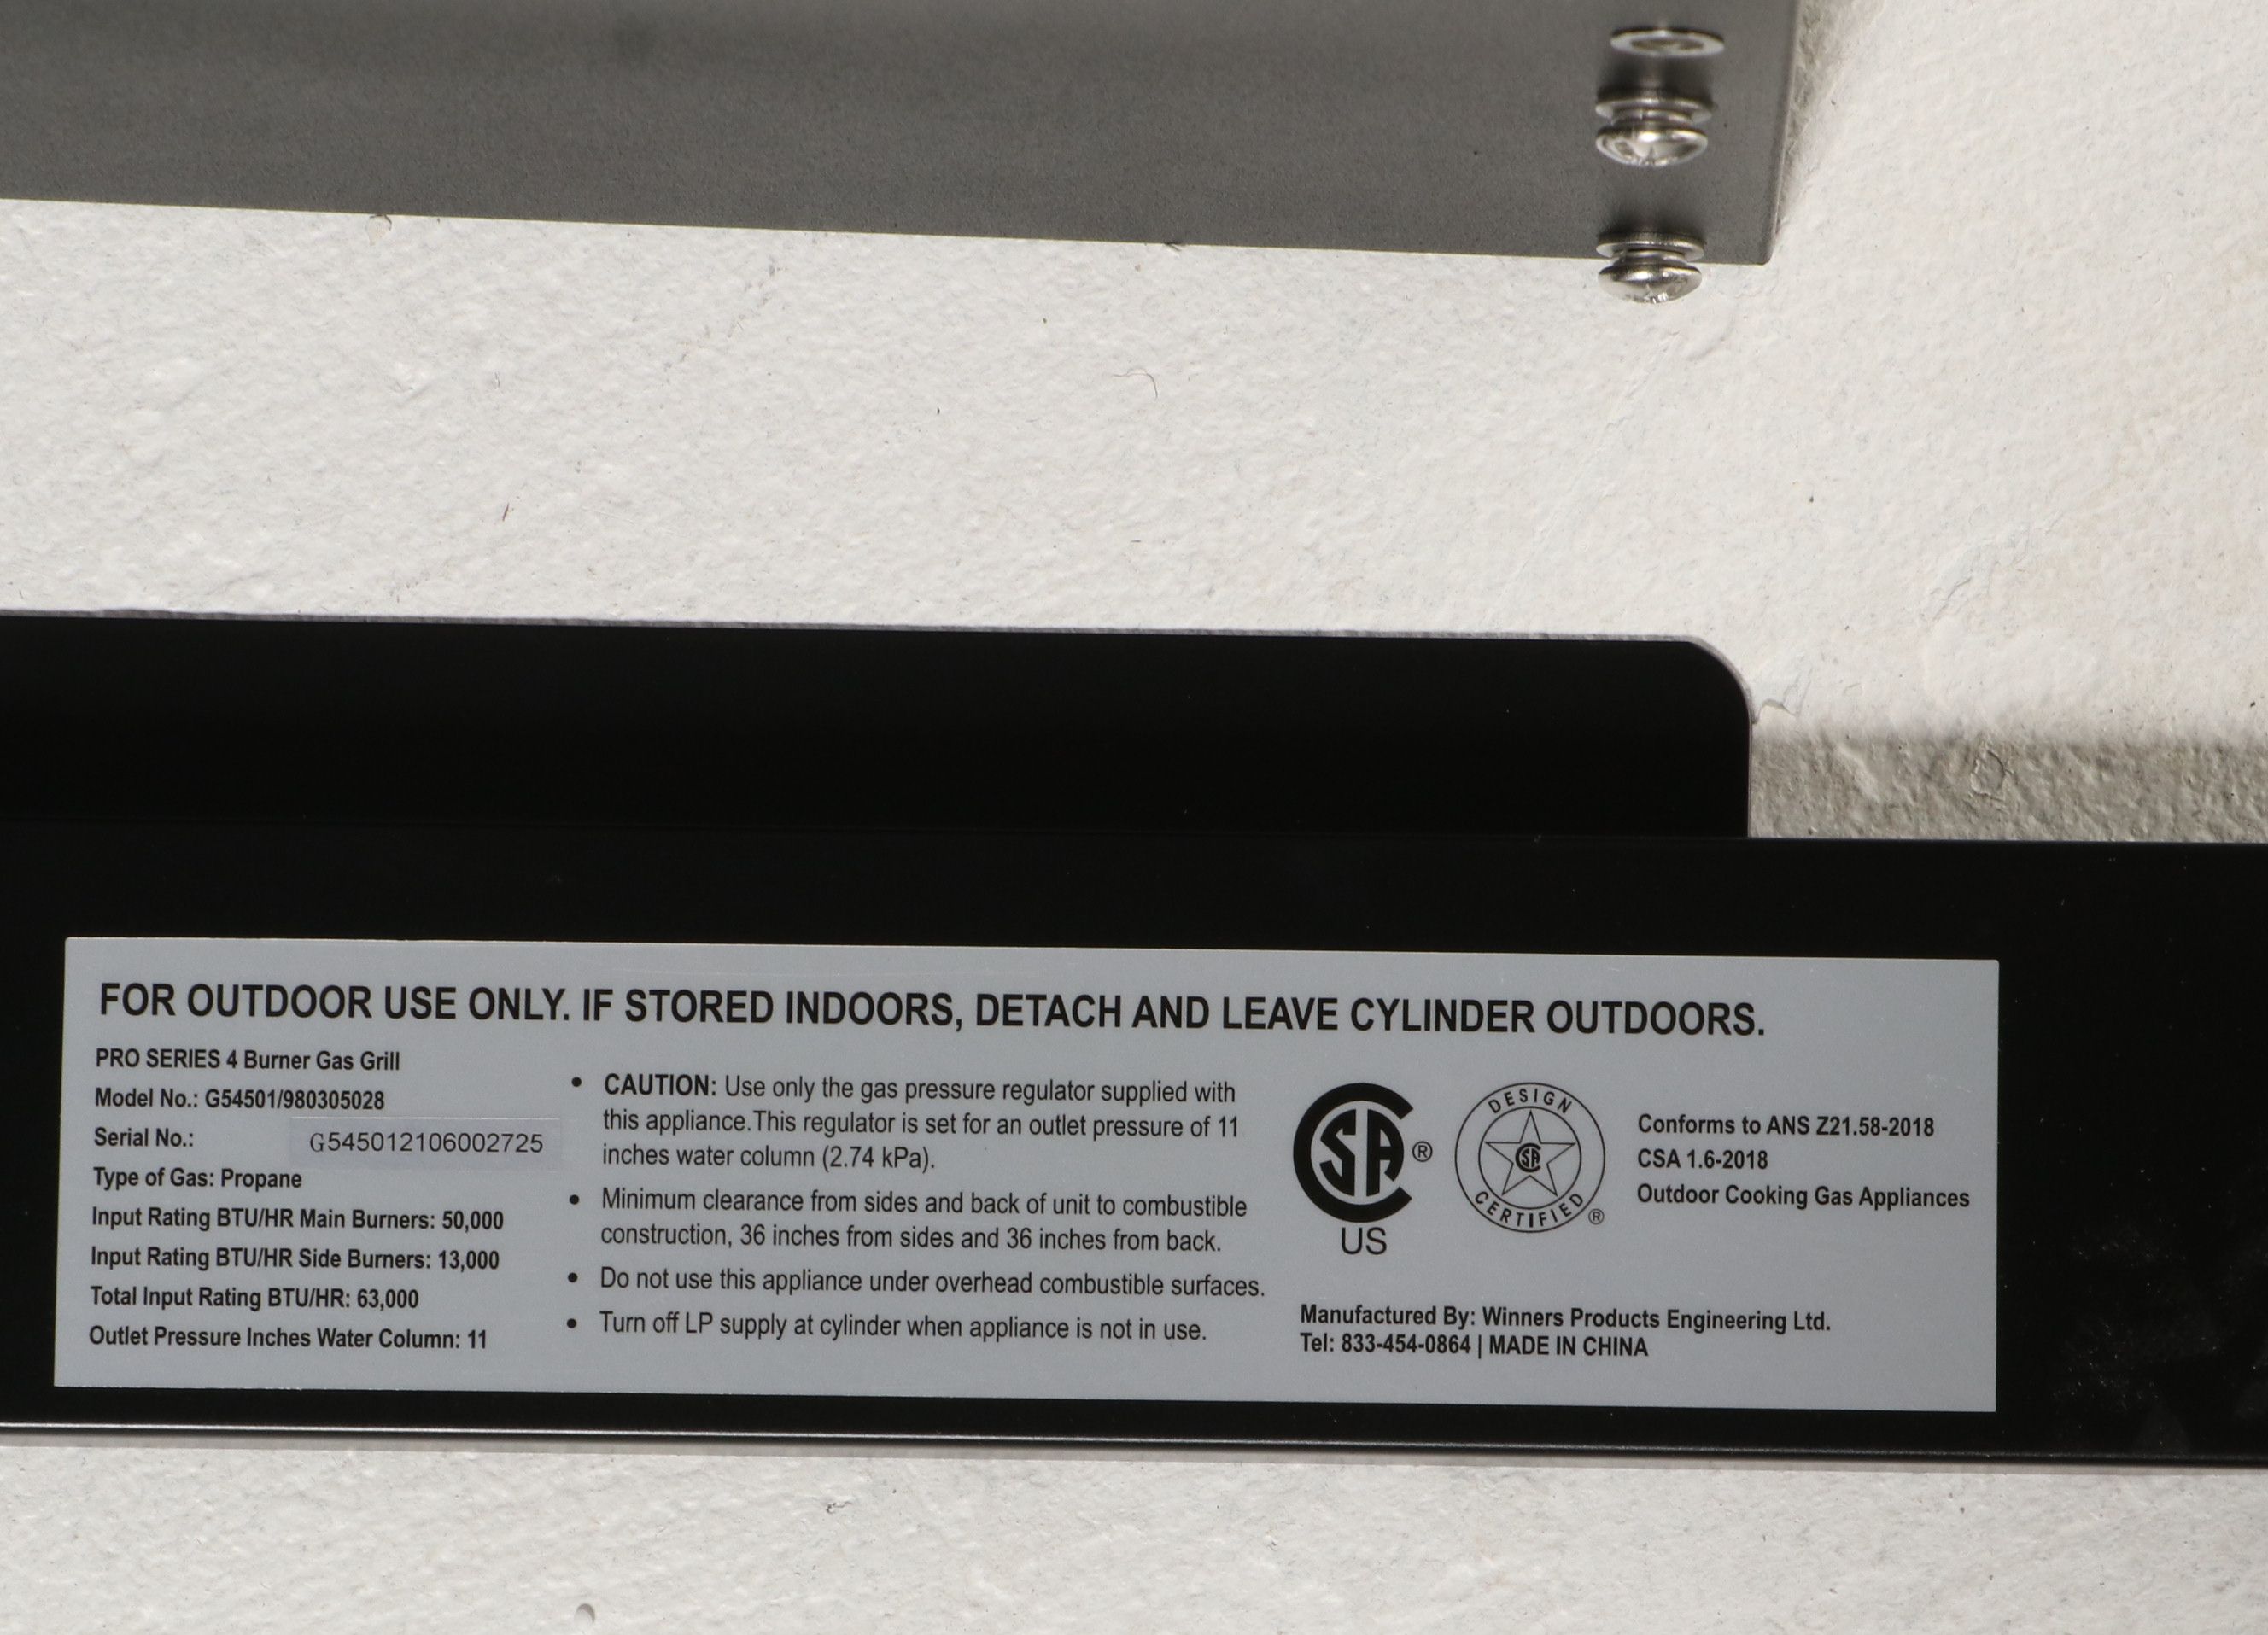 FOR OUTDOOR USE ONLY. IF STORED INDOORS, DETACH AND LEAVE CYLINDER OUTDOORS.
PRO SERIES 4 Burner Gas Grill
Model No.: G54501/980305028
Serial No.: G545012106002725
Type of Gas: Propane
Input Rating BTU/HR Main Burners: 50,000
Input Rating BTU/HR Side Burners: 13,000
Total Input Rating BTU/HR: 63,000
Outlet Pressure Inches Water Column: 11
• CAUTION: Use only the gas pressure regulator supplied with
this appliance.This regulator is set for an outlet pressure of 11
inches water column (2.74 kPa).
• Minimum clearance from sides and back of unit to combustible
construction, 36 inches from sides and 36 inches from back.
• Do not use this appliance under overhead combustible surfaces.
• Turn off LP supply at cylinder when appliance is not in use.
SA ®
US
DESIGN
SA
CERTIFIED ®
Conforms to ANS Z21.58-2018
CSA 1.6-2018
Outdoor Cooking Gas Appliances
Manufactured By: Winners Products Engineering Ltd.
Tel: 833-454-0864 | MADE IN CHINA